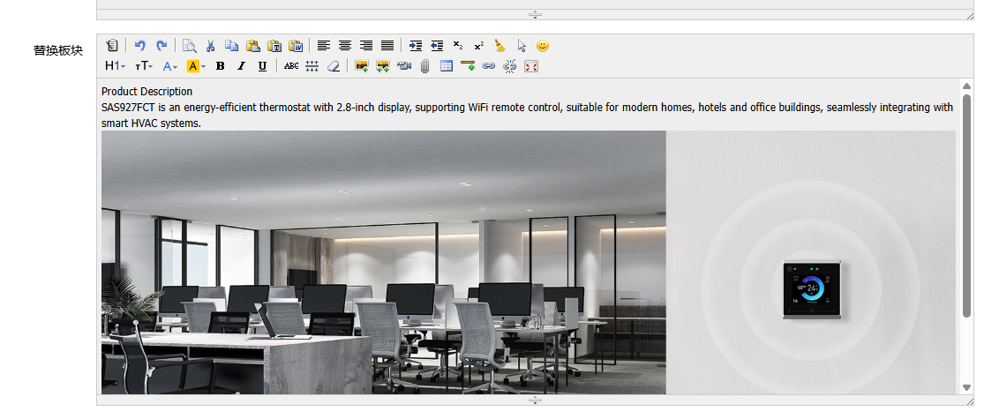 替换板块
H1 тT A A B I U ABC
Product Description
SAS927FCT is an energy-efficient thermostat with 2.8-inch display, supporting WiFi remote control, suitable for modern homes, hotels and office buildings, seamlessly integrating with
smart HVAC systems.
24